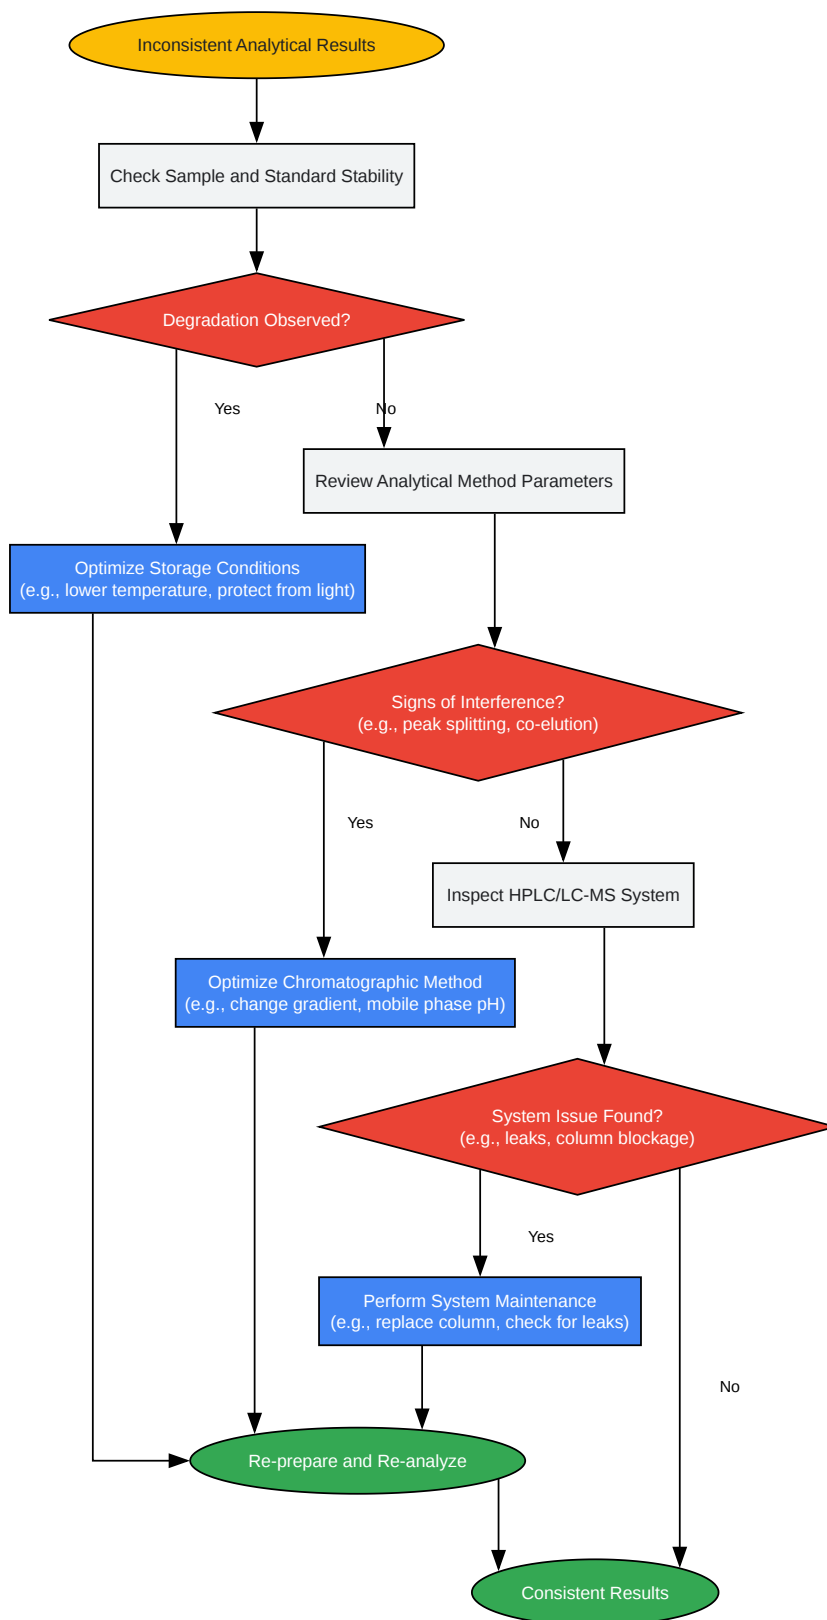 Inconsistent Analytical Results
Check Sample and Standard Stability
Degradation Observed?
Yes
No
Review Analytical Method Parameters
Optimize Storage Conditions
(e.g., lower temperature, protect from light)
Signs of Interference?
(e.g., peak splitting, co-elution)
Yes
No
Inspect HPLC/LC-MS System
Optimize Chromatographic Method
(e.g., change gradient, mobile phase pH)
System Issue Found?
(e.g., leaks, column blockage)
Yes
Perform System Maintenance
(e.g., replace column, check for leaks)
No
Re-prepare and Re-analyze
Consistent Results